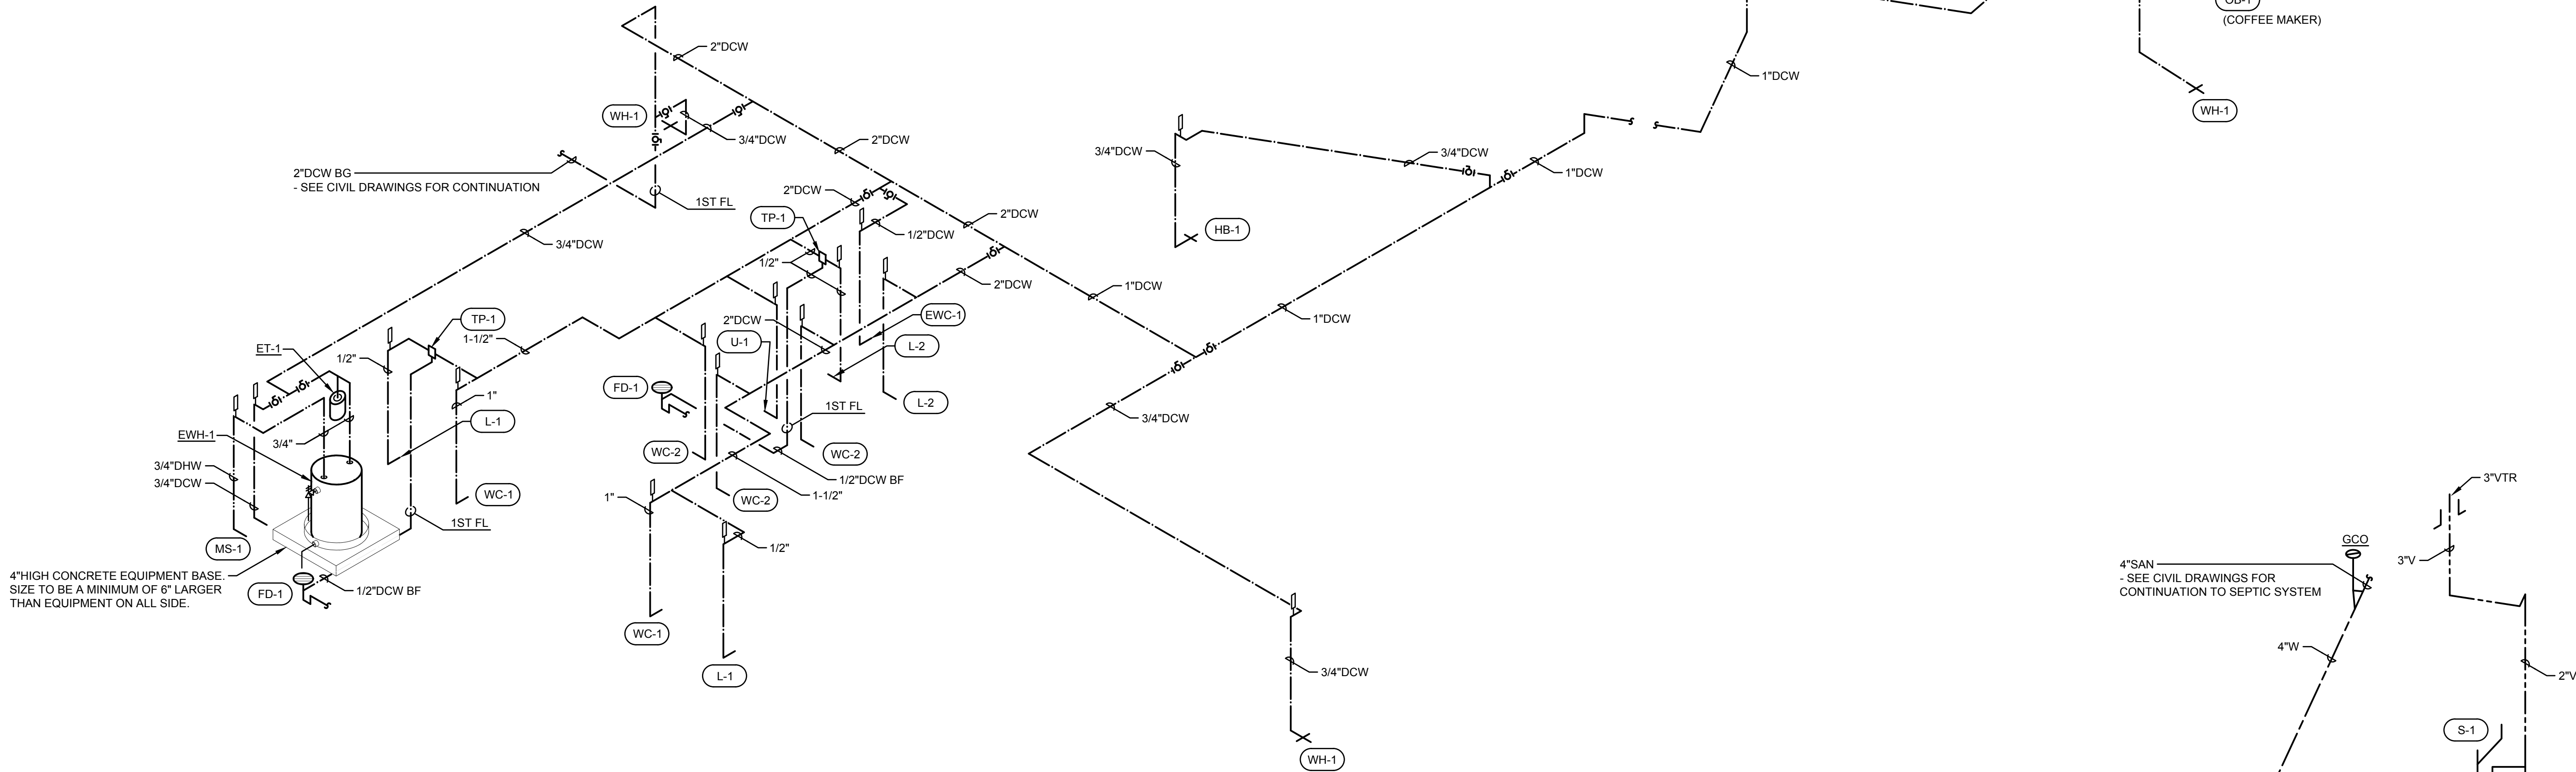 OB-1
(COFFEE MAKER)
2"DCW
1"DCW
WH-1
WH-1
3/4"DCW
2"DCW
3/4"DCW
3/4"DCW
1"DCW
2"DCW BG
- SEE CIVIL DRAWINGS FOR CONTINUATION
2"DCW
1ST FL
TP-1
2"DCW
HB-1
3/4"DCW
1/2"DCW
1/2"
2"DCW
1"DCW
EWC-1
TP-1
1"DCW
2"DCW
1-1/2"
U-1
L-2
ET-1
1/2"
FD-1
1"
L-2
1ST FL
3/4"DCW
L-1
EWH-1
3/4"
WC-2
WC-2
3/4"DHW
1/2"DCW BF
3/4"DCW
WC-1
1"
WC-2
1-1/2"
3"VTR
1ST FL
GCO
MS-1
1/2"
3"V
4"SAN
- SEE CIVIL DRAWINGS FOR
CONTINUATION TO SEPTIC SYSTEM
4"HIGH CONCRETE EQUIPMENT BASE.
SIZE TO BE A MINIMUM OF 6" LARGER
THAN EQUIPMENT ON ALL SIDE.
FD-1
1/2"DCW BF
WC-1
4"W
3/4"DCW
L-1
2"V
S-1
WH-1